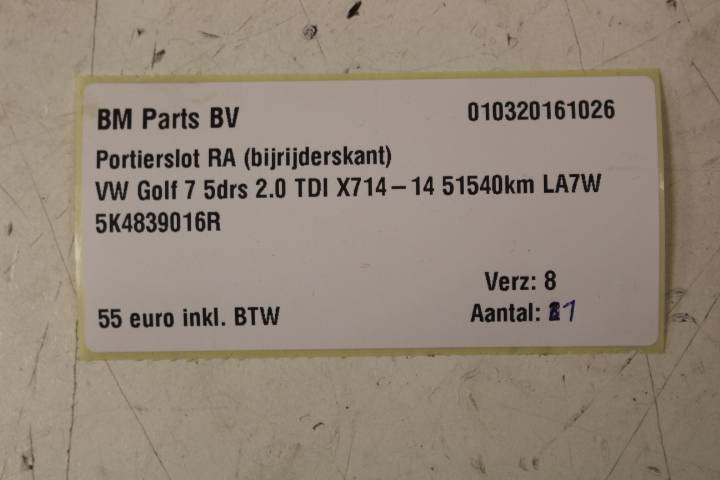 BM Parts BV 010320161026
Portierslot RA (bijrijderskant)
VW Golf 7 5drs 2.0 TDI X714-14 51540km LA7W
5K4839016R
Verz: 8
55 euro inkl. BTW Aantal: 1